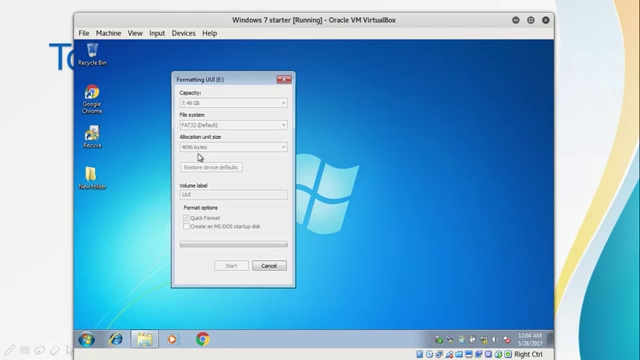 Windows 7 starter [Running] - Oracle VM VirtualBox
File Machine View Input Devices Help
To
Recycle Bin
Google
Chrome
Recuva
New folder
Formatting UUI (E:)
Capacity:
7.49 GB
File system
FAT32 (Default)
Allocation unit size
4096 bytes
Restore device defaults
Volume label
UUI
Format options
Quick Format
Create an MS-DOS startup disk
Start Cancel
12:04 AM
5/28/2017
Right Ctrl